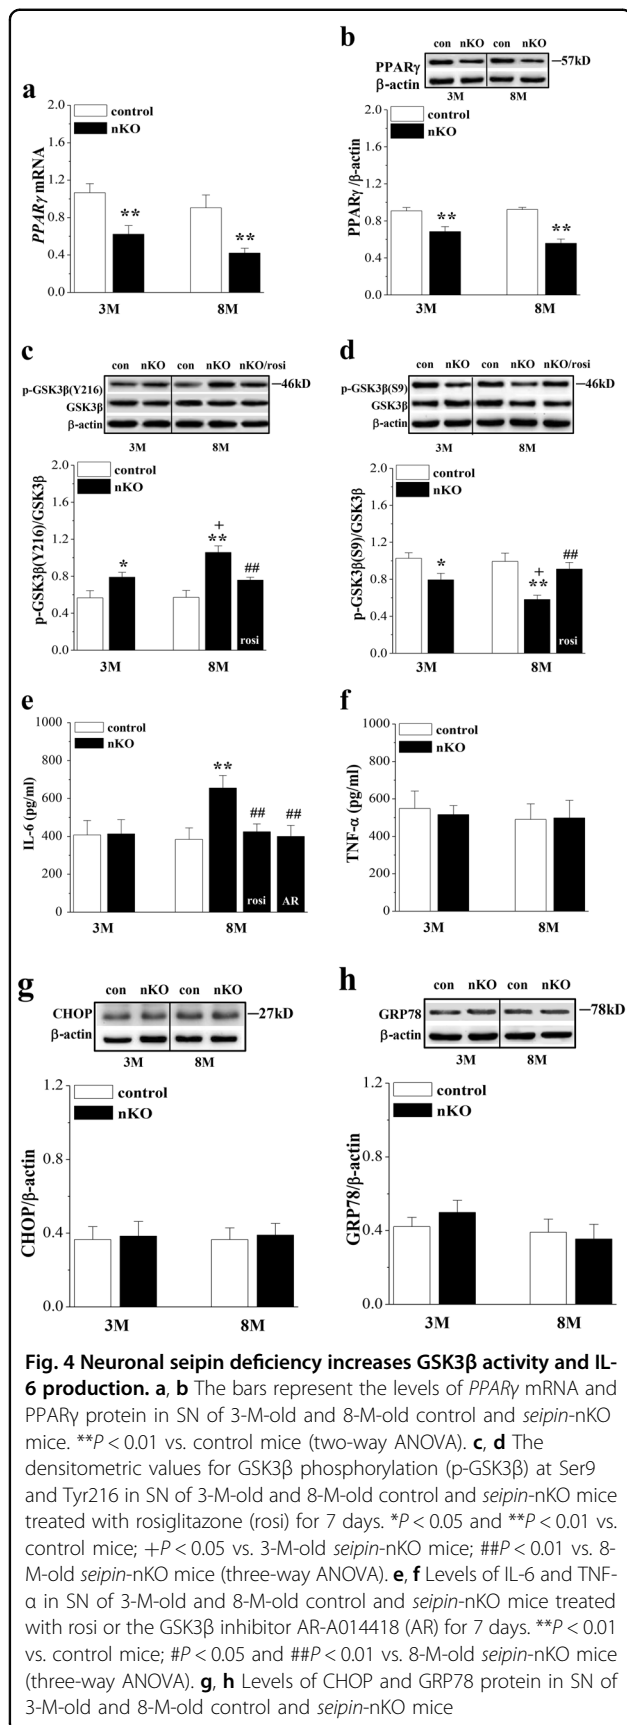 a
control
nKO
PPARγ mRNA
2.0
1.6
1.2
0.8
0.4
0.0
**
**
3M
8M
b
con nKO con nKO
PPARγ
—57kD
β-actin
3M 8M
control
nKO
PPARγ/β-actin
2.0
1.6
1.2
0.8
0.4
0.0
**
**
3M
8M
c
con nKO con nKO nKO/rosi
p-GSK3β(Y216)
—46kD
GSK3β
β-actin
3M 8M
control
nKO
p-GSK3β(Y216)/GSK3β
2.0
1.6
1.2
0.8
0.4
0.0
*
+
**
##
rosi
3M
8M
d
con nKO con nKO nKO/rosi
p-GSK3β(S9)
—46kD
GSK3β
β-actin
3M 8M
control
nKO
p-GSK3β(S9)/GSK3β
2.0
1.6
1.2
0.8
0.4
0.0
*
+
**
##
rosi
3M
8M
e
control
nKO
IL-6 (pg/ml)
1000
800
600
400
200
0
**
##
##
rosi
AR
3M
8M
f
control
nKO
TNF-α (pg/ml)
1000
800
600
400
200
0
3M
8M
g
con nKO con nKO
CHOP
—27kD
β-actin
3M 8M
control
nKO
CHOP/β-actin
1.2
0.8
0.4
0.0
3M
8M
h
con nKO con nKO
GRP78
—78kD
β-actin
3M 8M
control
nKO
GRP78/β-actin
1.2
0.8
0.4
0.0
3M
8M
Fig. 4 Neuronal seipin deficiency increases GSK3β activity and IL-
6 production. a, b The bars represent the levels of PPARγ mRNA and
PPARγ protein in SN of 3-M-old and 8-M-old control and seipin-nKO
mice. **P < 0.01 vs. control mice (two-way ANOVA). c, d The
densitometric values for GSK3β phosphorylation (p-GSK3β) at Ser9
and Tyr216 in SN of 3-M-old and 8-M-old control and seipin-nKO mice
treated with rosiglitazone (rosi) for 7 days. *P < 0.05 and **P < 0.01 vs.
control mice; +P < 0.05 vs. 3-M-old seipin-nKO mice; ##P < 0.01 vs. 8-
M-old seipin-nKO mice (three-way ANOVA). e, f Levels of IL-6 and TNF-
α in SN of 3-M-old and 8-M-old control and seipin-nKO mice treated
with rosi or the GSK3β inhibitor AR-A014418 (AR) for 7 days. **P < 0.01
vs. control mice; #P < 0.05 and ##P < 0.01 vs. 8-M-old seipin-nKO mice
(three-way ANOVA). g, h Levels of CHOP and GRP78 protein in SN of
3-M-old and 8-M-old control and seipin-nKO mice